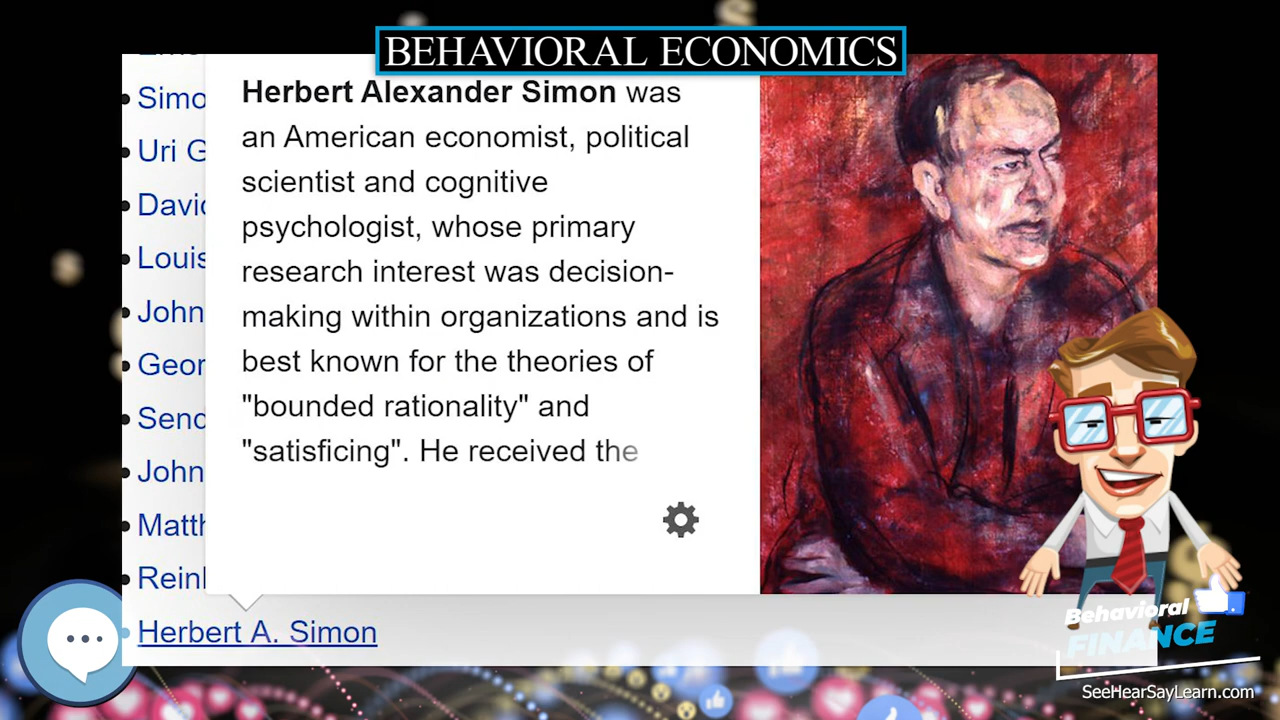 BEHAVIORAL ECONOMICS
Herbert Alexander Simon was
an American economist, political
scientist and cognitive
psychologist, whose primary
research interest was decision-
making within organizations and is
best known for the theories of
"bounded rationality" and
"satisficing". He received the
Simo
Uri G
David
Louis
John
Geor
Send
John
Matth
Rein
Herbert A. Simon
Behavioral
FINANCE
SeeHearSayLearn.com